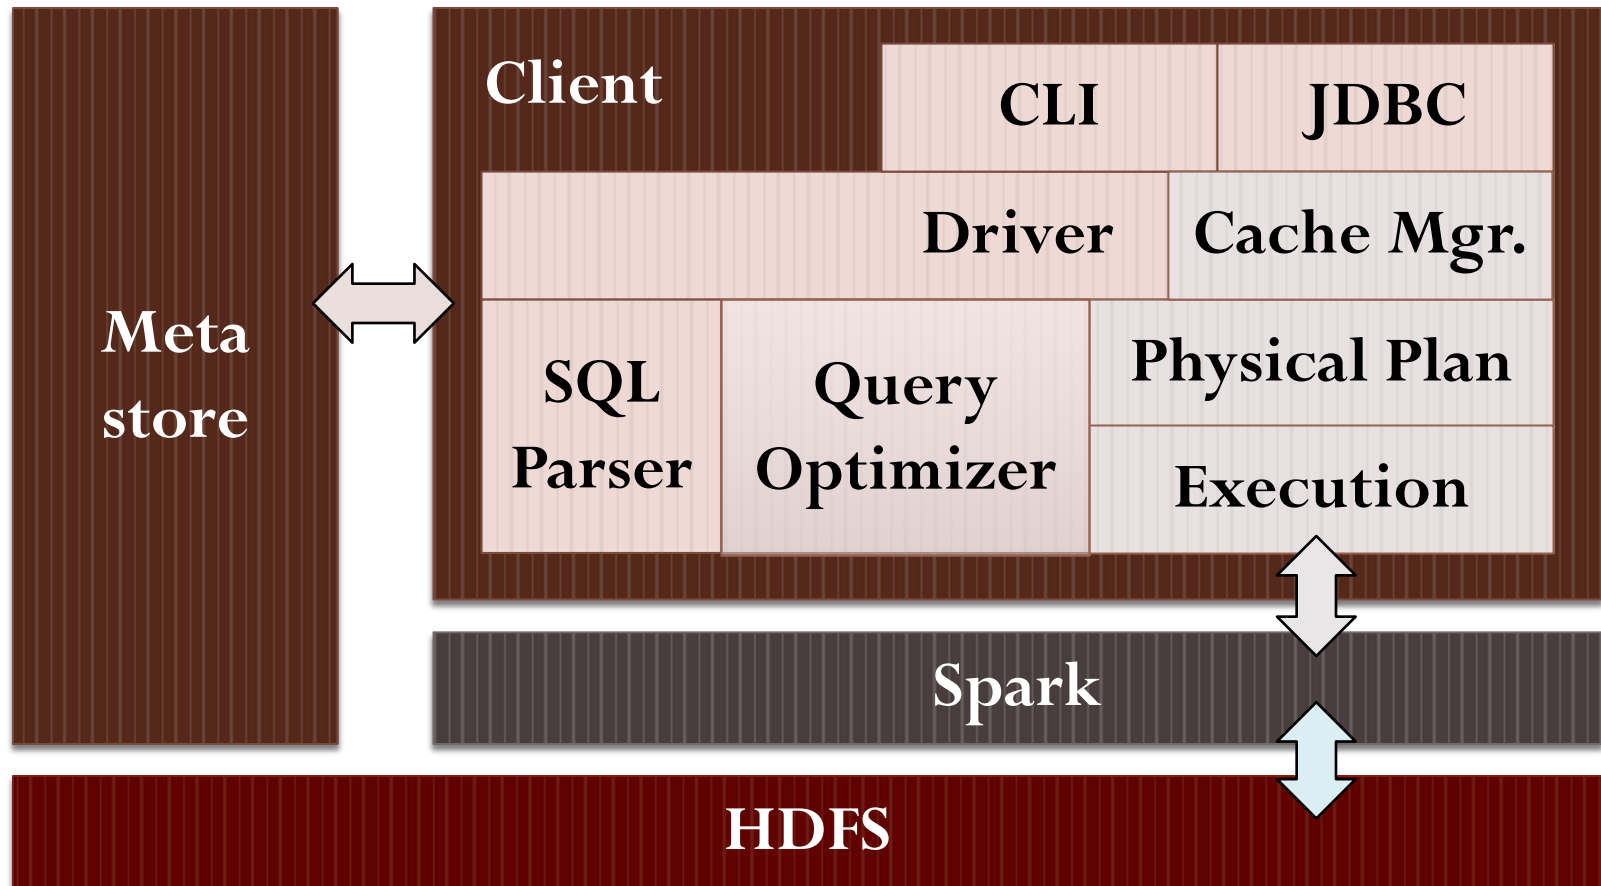 Client
CLI
JDBC
Driver
Cache Mgr.
Meta
store
SQL
Parser
Query
Optimizer
Physical Plan
Execution
Spark
HDFS